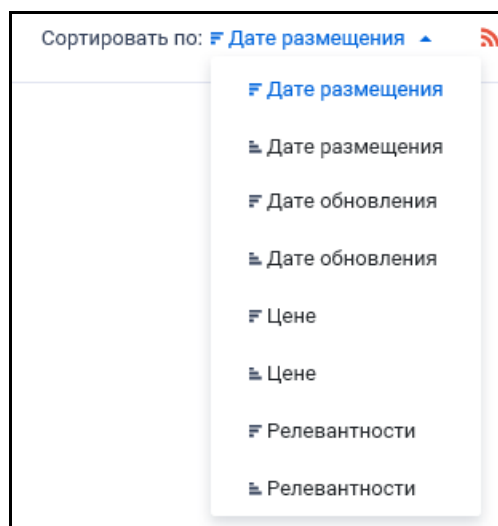 Сортировать по: Дате размещения
Дате размещения
Дате размещения
Дате обновления
Дате обновления
Цене
Цене
Релевантности
Релевантности